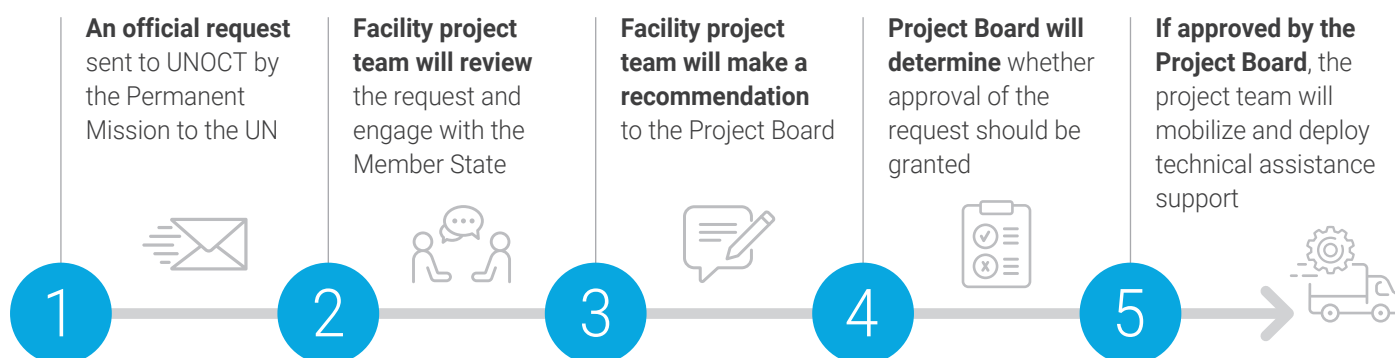 An official request
sent to UNOCT by
the Permanent
Mission to the UN
Facility project
team will review
the request and
engage with the
Member State
Facility project
team will make a
recommendation
to the Project Board
Project Board will
determine whether
approval of the
request should be
granted
If approved by the
Project Board, the
project team will
mobilize and deploy
technical assistance
support
1
2
3
4
5